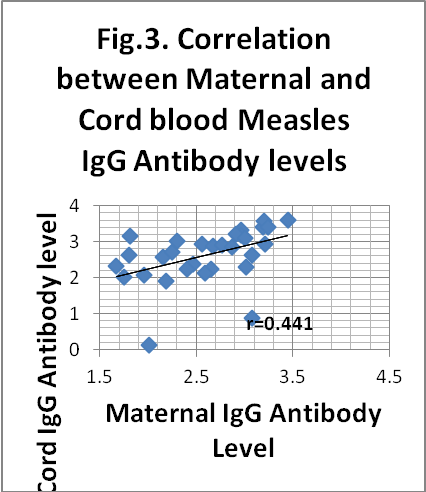 Fig.3. Correlation
between Maternal and
Cord blood Measles
IgG Antibody levels
Cord IgG Antibody level
4
3
2
1
0
r=0.441
1.5 2.5 3.5 4.5
Maternal IgG Antibody
Level